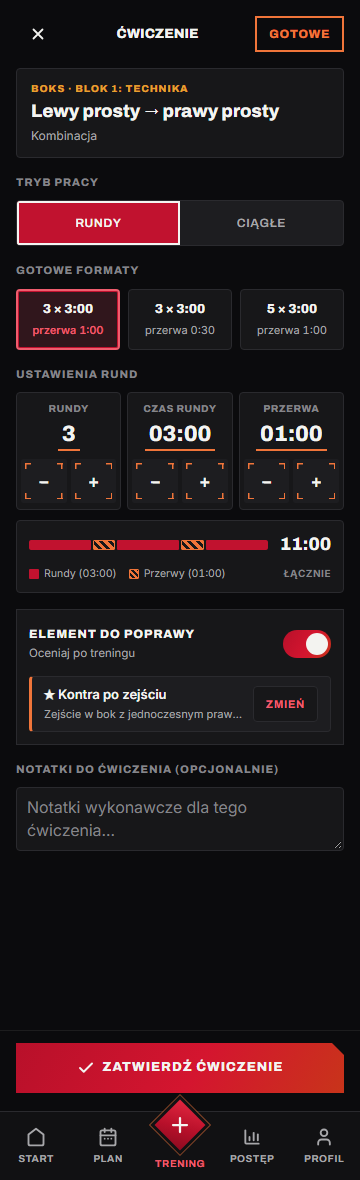 ĆWICZENIE
GOTOWE
BOKS · BLOK 1: TECHNIKA
Lewy prosty → prawy prosty
Kombinacja
TRYB PRACY
RUNDY
CIĄGŁE
GOTOWE FORMATY
3 × 3:00
przerwa 1:00
3 × 3:00
przerwa 0:30
5 × 3:00
przerwa 1:00
USTAWIENIA RUND
RUNDY
3
− +
CZAS RUNDY
03:00
− +
PRZERWA
01:00
− +
11:00
Rundy (03:00)
Przerwy (01:00)
ŁĄCZNIE
ELEMENT DO POPRAWY
Oceniaj po treningu
★ Kontra po zejściu
Zejście w bok z jednoczesnym praw...
ZMIEŃ
NOTATKI DO ĆWICZENIA (OPCJONALNIE)
Notatki wykonawcze dla tego
ćwiczenia...
ZATWIERDŹ ĆWICZENIE
START
PLAN
TRENING
POSTĘP
PROFIL